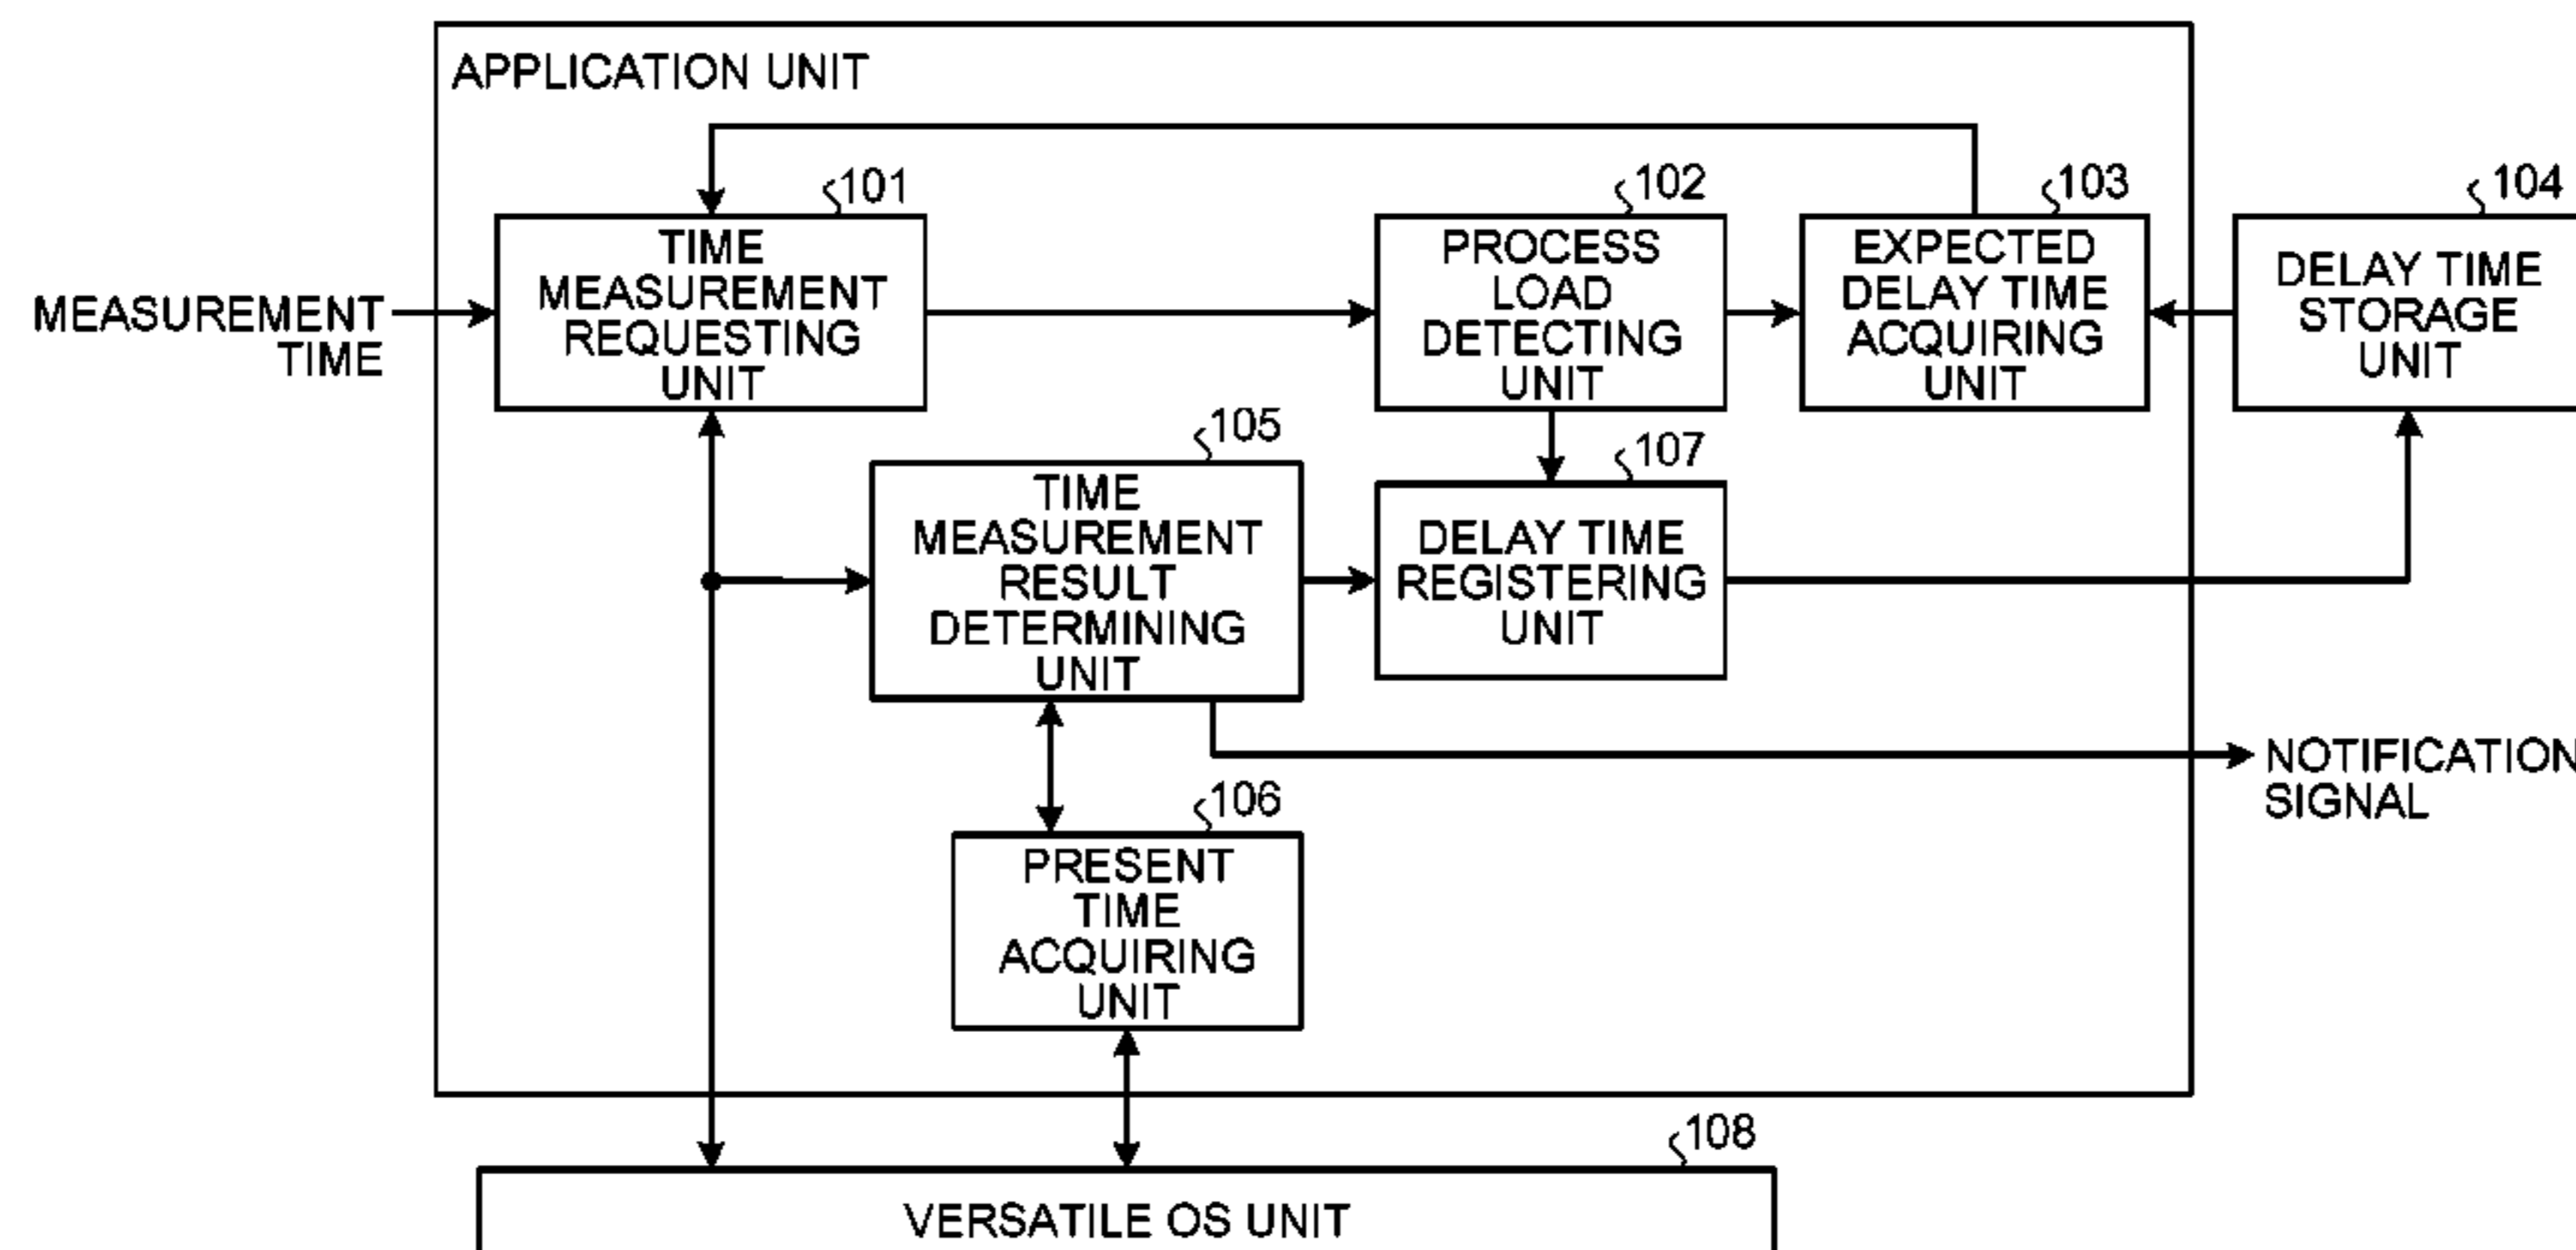 APPLICATION UNIT
101
102
103
104
TIME
MEASUREMENT
REQUESTING
UNIT
PROCESS
LOAD
DETECTING
UNIT
EXPECTED
DELAY TIME
ACQUIRING
UNIT
DELAY TIME
STORAGE
UNIT
MEASUREMENT
TIME
105
107
TIME
MEASUREMENT
RESULT
DETERMINING
UNIT
DELAY TIME
REGISTERING
UNIT
NOTIFICATION
SIGNAL
106
PRESENT
TIME
ACQUIRING
UNIT
108
VERSATILE OS UNIT